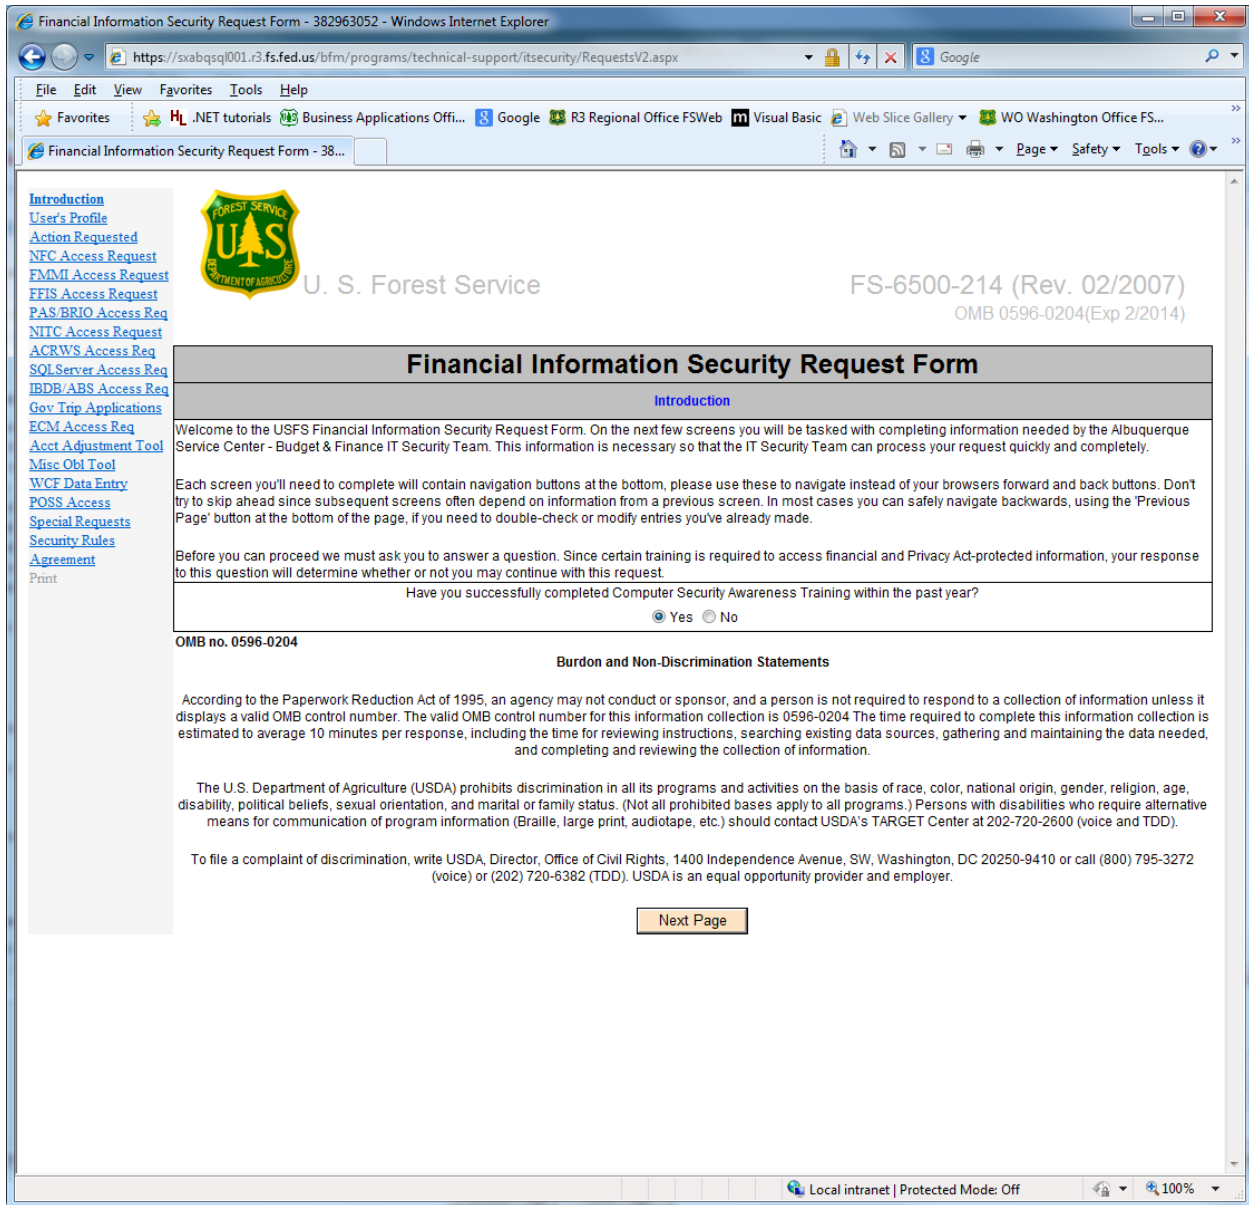 Financial Information Security Request Form - 382963052 - Windows Internet Explorer
https://sxabqsql001.r3.fs.fed.us/bfm/programs/technical-support/itsecurity/RequestsV2.aspx
Google
File Edit View Favorites Tools Help
Favorites
.NET tutorials
Business Applications Offi...
Google
R3 Regional Office FSWeb
Visual Basic
Web Slice Gallery
WO Washington Office FS...
Financial Information Security Request Form - 38...
Page Safety Tools
Introduction
User's Profile
Action Requested
NFC Access Request
FMMI Access Request
FFIS Access Request
PAS/BRIO Access Req
NITC Access Request
ACRWS Access Req
SQLServer Access Req
IBDB/ABS Access Req
Gov Trip Applications
ECM Access Req
Acct Adjustment Tool
Misc Obl Tool
WCF Data Entry
POSS Access
Special Requests
Security Rules
Agreement
Print
FOREST SERVICE
U S
DEPARTMENT OF AGRICULTURE
U. S. Forest Service
FS-6500-214 (Rev. 02/2007)
OMB 0596-0204(Exp 2/2014)
Financial Information Security Request Form
Introduction
Welcome to the USFS Financial Information Security Request Form. On the next few screens you will be tasked with completing information needed by the Albuquerque
Service Center - Budget & Finance IT Security Team. This information is necessary so that the IT Security Team can process your request quickly and completely.
Each screen you'll need to complete will contain navigation buttons at the bottom, please use these to navigate instead of your browsers forward and back buttons. Don't
try to skip ahead since subsequent screens often depend on information from a previous screen. In most cases you can safely navigate backwards, using the 'Previous
Page' button at the bottom of the page, if you need to double-check or modify entries you've already made.
Before you can proceed we must ask you to answer a question. Since certain training is required to access financial and Privacy Act-protected information, your response
to this question will determine whether or not you may continue with this request.
Have you successfully completed Computer Security Awareness Training within the past year?
Yes No
OMB no. 0596-0204
Burdon and Non-Discrimination Statements
According to the Paperwork Reduction Act of 1995, an agency may not conduct or sponsor, and a person is not required to respond to a collection of information unless it
displays a valid OMB control number. The valid OMB control number for this information collection is 0596-0204 The time required to complete this information collection is
estimated to average 10 minutes per response, including the time for reviewing instructions, searching existing data sources, gathering and maintaining the data needed,
and completing and reviewing the collection of information.
The U.S. Department of Agriculture (USDA) prohibits discrimination in all its programs and activities on the basis of race, color, national origin, gender, religion, age,
disability, political beliefs, sexual orientation, and marital or family status. (Not all prohibited bases apply to all programs.) Persons with disabilities who require alternative
means for communication of program information (Braille, large print, audiotape, etc.) should contact USDA's TARGET Center at 202-720-2600 (voice and TDD).
To file a complaint of discrimination, write USDA, Director, Office of Civil Rights, 1400 Independence Avenue, SW, Washington, DC 20250-9410 or call (800) 795-3272
(voice) or (202) 720-6382 (TDD). USDA is an equal opportunity provider and employer.
Next Page
Local intranet | Protected Mode: Off
100%